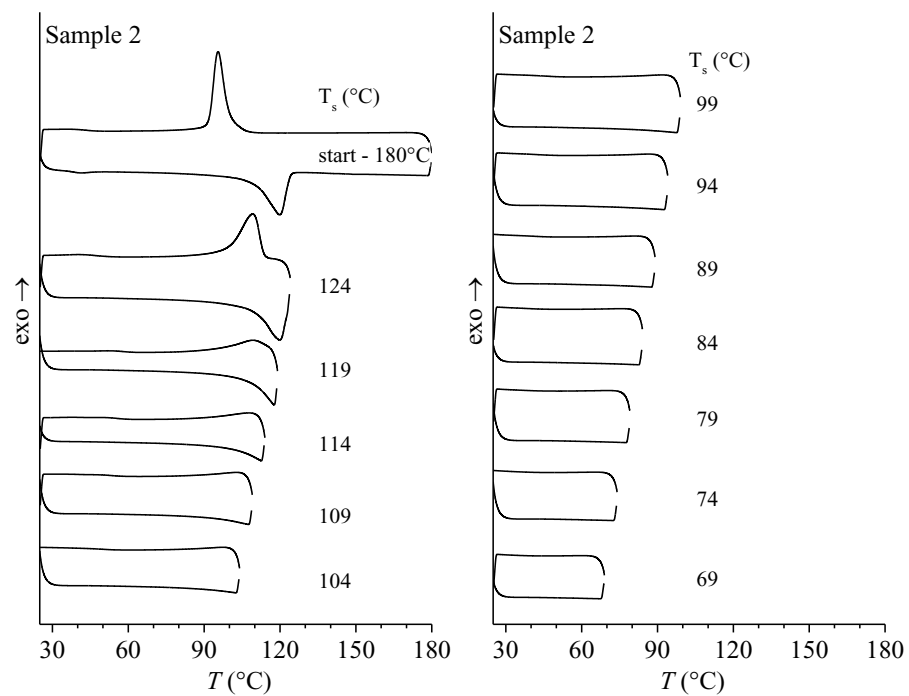 Sample 2
T_s (°C)
start - 180°C
124
119
114
109
104
exo →
30 60 90 120 150 180
T (°C)
Sample 2
T_s (°C)
99
94
89
84
79
74
69
exo →
30 60 90 120 150 180
T (°C)